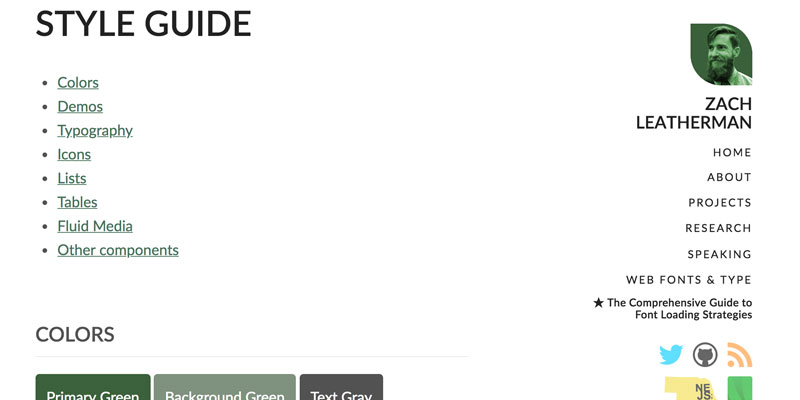 STYLE GUIDE
Colors
Demos
Typography
Icons
Lists
Tables
Fluid Media
Other components
COLORS
Primary Green
Background Green
Text Gray
ZACH
LEATHERMAN
HOME
ABOUT
PROJECTS
RESEARCH
SPEAKING
WEB FONTS & TYPE
★ The Comprehensive Guide to
Font Loading Strategies
NE
JS